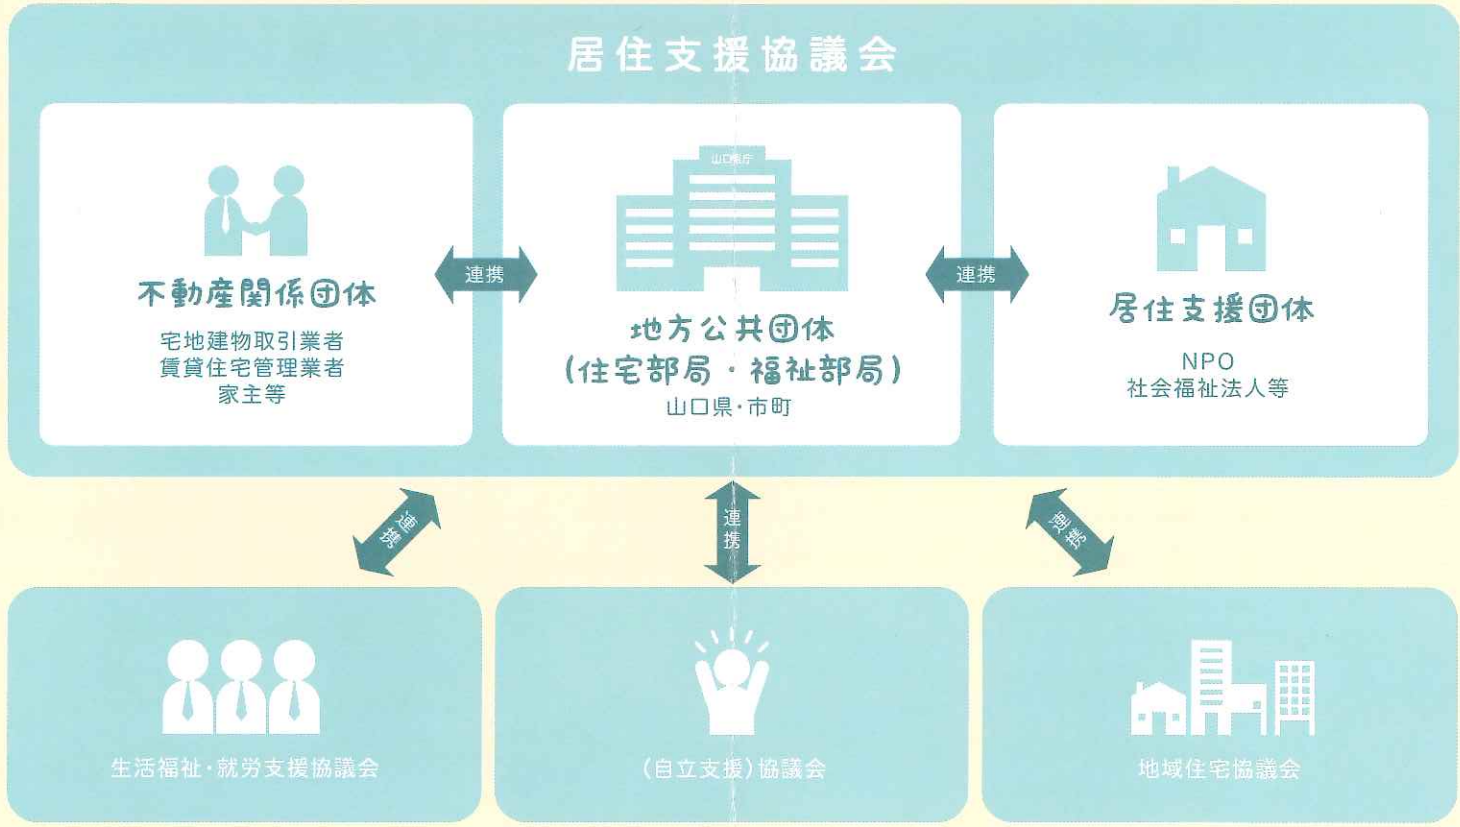 居住支援協議会
不動産関係団体
宅地建物取引業者
賃貸住宅管理業者
家主等
連携
山口県庁
地方公共団体
(住宅部局・福祉部局)
山口県・市町
連携
居住支援団体
NPO
社会福祉法人等
連携
連携
連携
生活福祉・就労支援協議会
(自立支援)協議会
地域住宅協議会